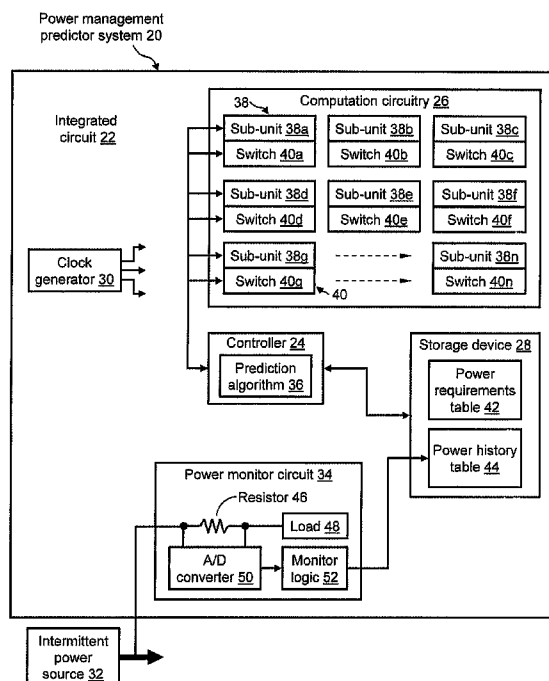 Power management
predictor system 20
Integrated
circuit 22
38
Computation circuitry 26
Sub-unit 38a
Sub-unit 38b
Sub-unit 38c
Switch 40a
Switch 40b
Switch 40c
Sub-unit 38d
Sub-unit 38e
Sub-unit 38f
Switch 40d
Switch 40e
Switch 40f
Sub-unit 38g
Sub-unit 38n
Switch 40g
Switch 40n
40
Clock
generator 30
Controller 24
Prediction
algorithm 36
Storage device 28
Power
requirements
table 42
Power history
table 44
Power monitor circuit 34
Resistor 46
Load 48
A/D
converter 50
Monitor
logic 52
Intermittent
power
source 32